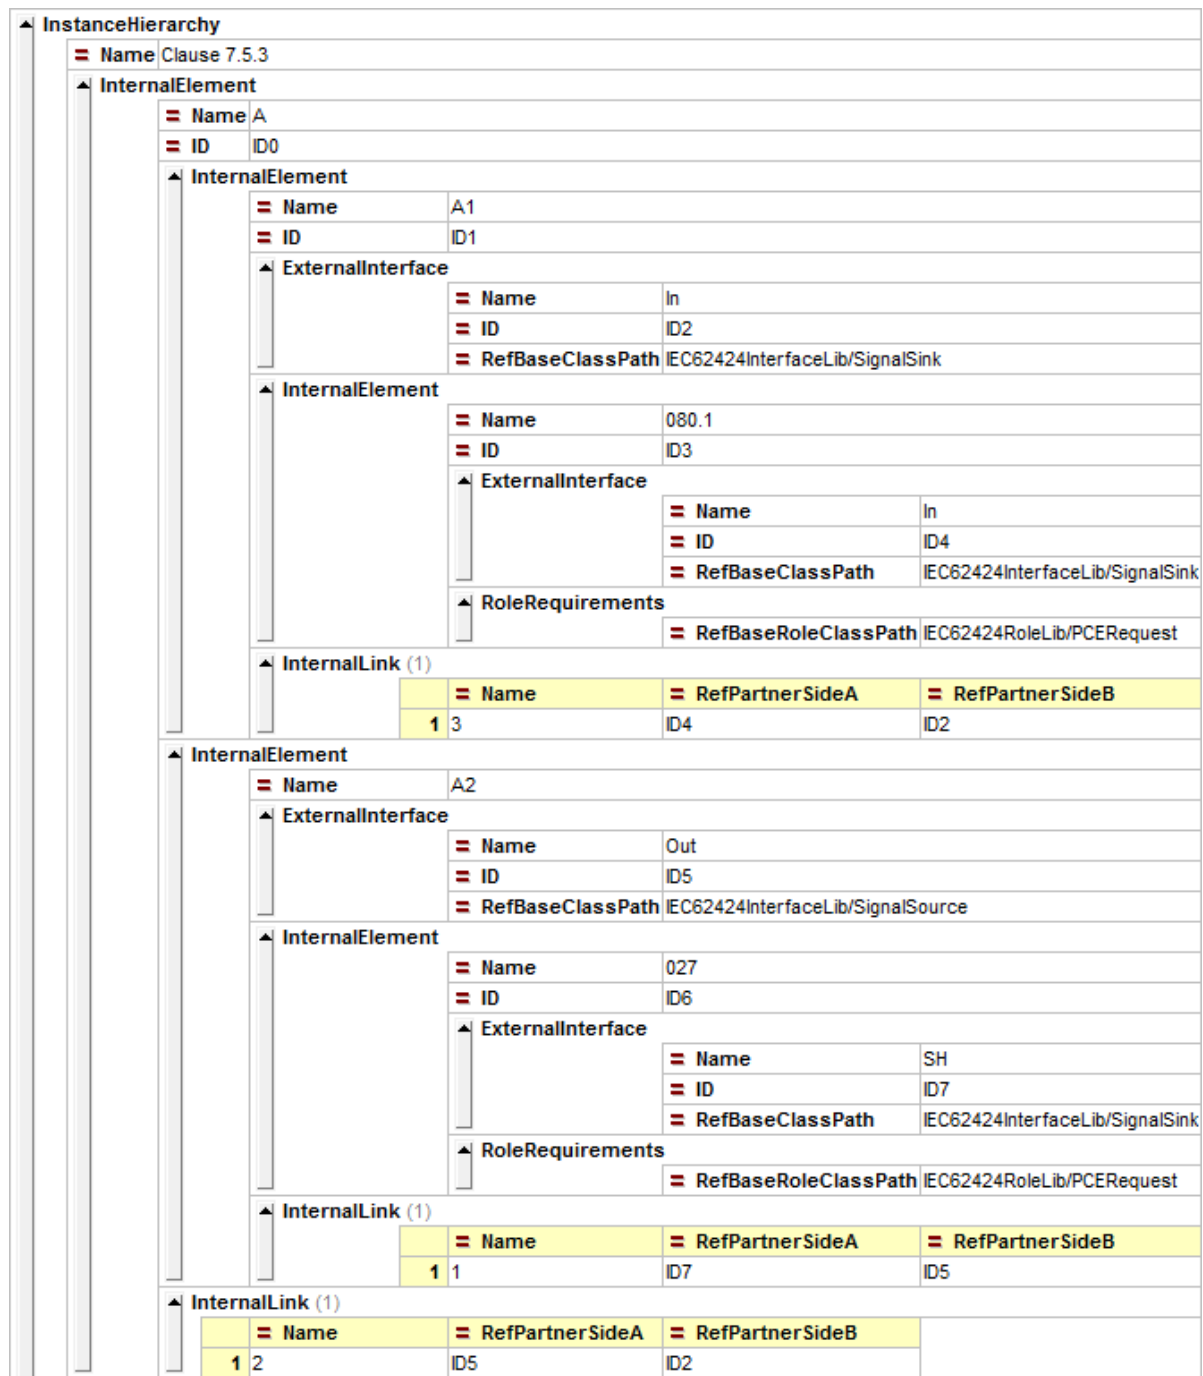 InstanceHierarchy
= Name Clause 7.5.3
InternalElement
= Name A
= ID ID0
InternalElement
= Name A1
= ID ID1
ExternalInterface
= Name In
= ID ID2
= RefBaseClassPath IEC62424InterfaceLib/SignalSink
InternalElement
= Name 080.1
= ID ID3
ExternalInterface
= Name In
= ID ID4
= RefBaseClassPath IEC62424InterfaceLib/SignalSink
RoleRequirements
= RefBaseRoleClassPath IEC62424RoleLib/PCERequest
InternalLink (1)
= Name = RefPartnerSideA = RefPartnerSideB
1 3 ID4 ID2
InternalElement
= Name A2
ExternalInterface
= Name Out
= ID ID5
= RefBaseClassPath IEC62424InterfaceLib/SignalSource
InternalElement
= Name 027
= ID ID6
ExternalInterface
= Name SH
= ID ID7
= RefBaseClassPath IEC62424InterfaceLib/SignalSink
RoleRequirements
= RefBaseRoleClassPath IEC62424RoleLib/PCERequest
InternalLink (1)
= Name = RefPartnerSideA = RefPartnerSideB
1 1 ID7 ID5
InternalLink (1)
= Name = RefPartnerSideA = RefPartnerSideB
1 2 ID5 ID2